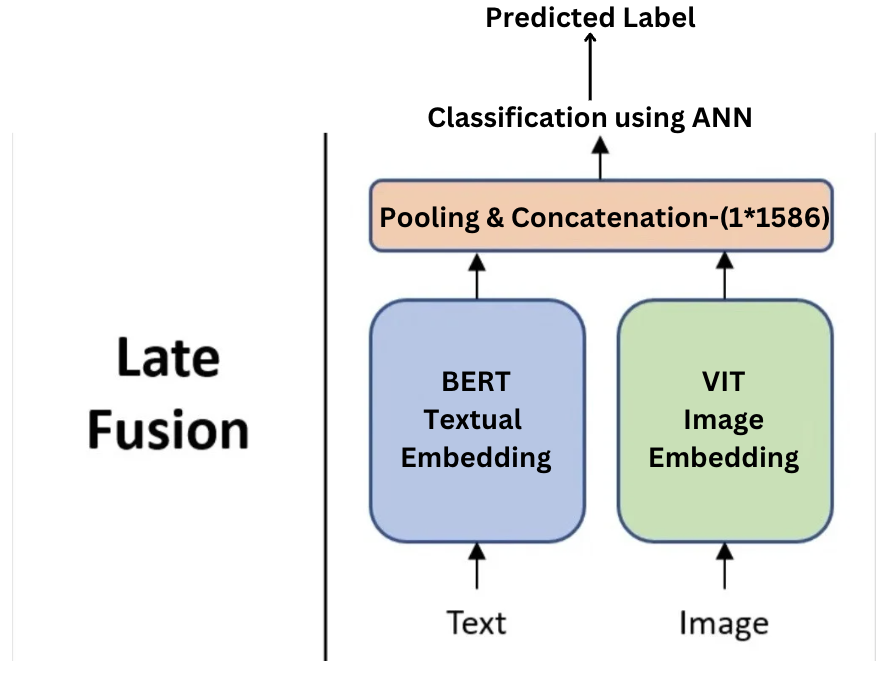 Predicted Label
Classification using ANN
Pooling & Concatenation-(1*1586)
Late
Fusion
BERT
Textual
Embedding
VIT
Image
Embedding
Text
Image